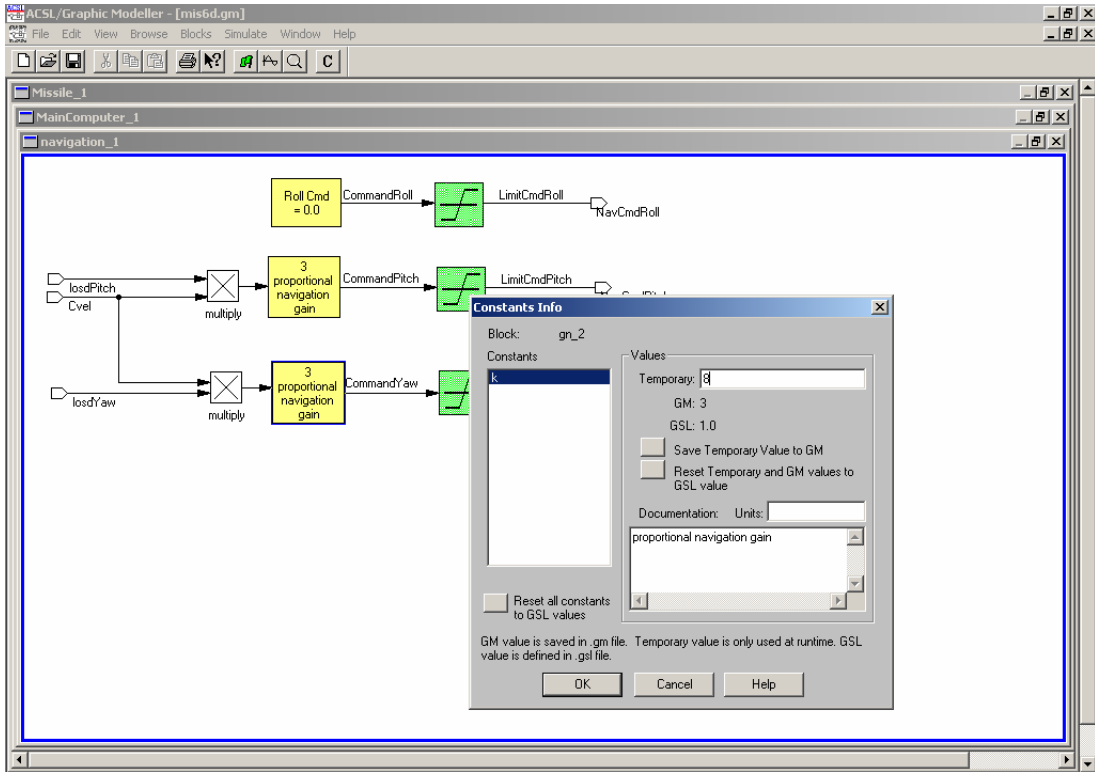 ACSL/Graphic Modeller - [mis6d.gm]
File Edit View Browse Blocks Simulate Window Help
C
Missile_1
MainComputer_1
navigation_1
Roll Cmd
= 0.0
CommandRoll
LimitCmdRoll
NavCmdRoll
losdPitch
Cvel
multiply
3
proportional
navigation
gain
CommandPitch
LimitCmdPitch
losdYaw
multiply
3
proportional
navigation
gain
CommandYaw
Constants Info
Block: gn_2
Constants
k
Values
Temporary: 8
GM: 3
GSL: 1.0
Save Temporary Value to GM
Reset Temporary and GM values to
GSL value
Documentation: Units:
proportional navigation gain
Reset all constants
to GSL values
GM value is saved in .gm file. Temporary value is only used at runtime. GSL
value is defined in .gsl file.
OK Cancel Help